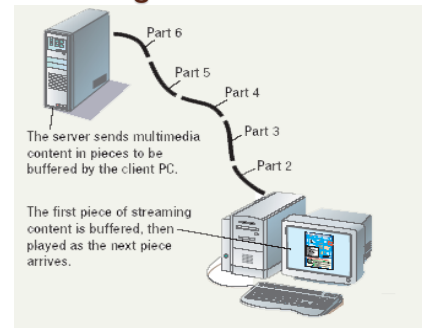 Part 6
Part 5
Part 4
Part 3
Part 2
The server sends multimedia
content in pieces to be
buffered by the client PC.
The first piece of streaming
content is buffered, then
played as the next piece
arrives.